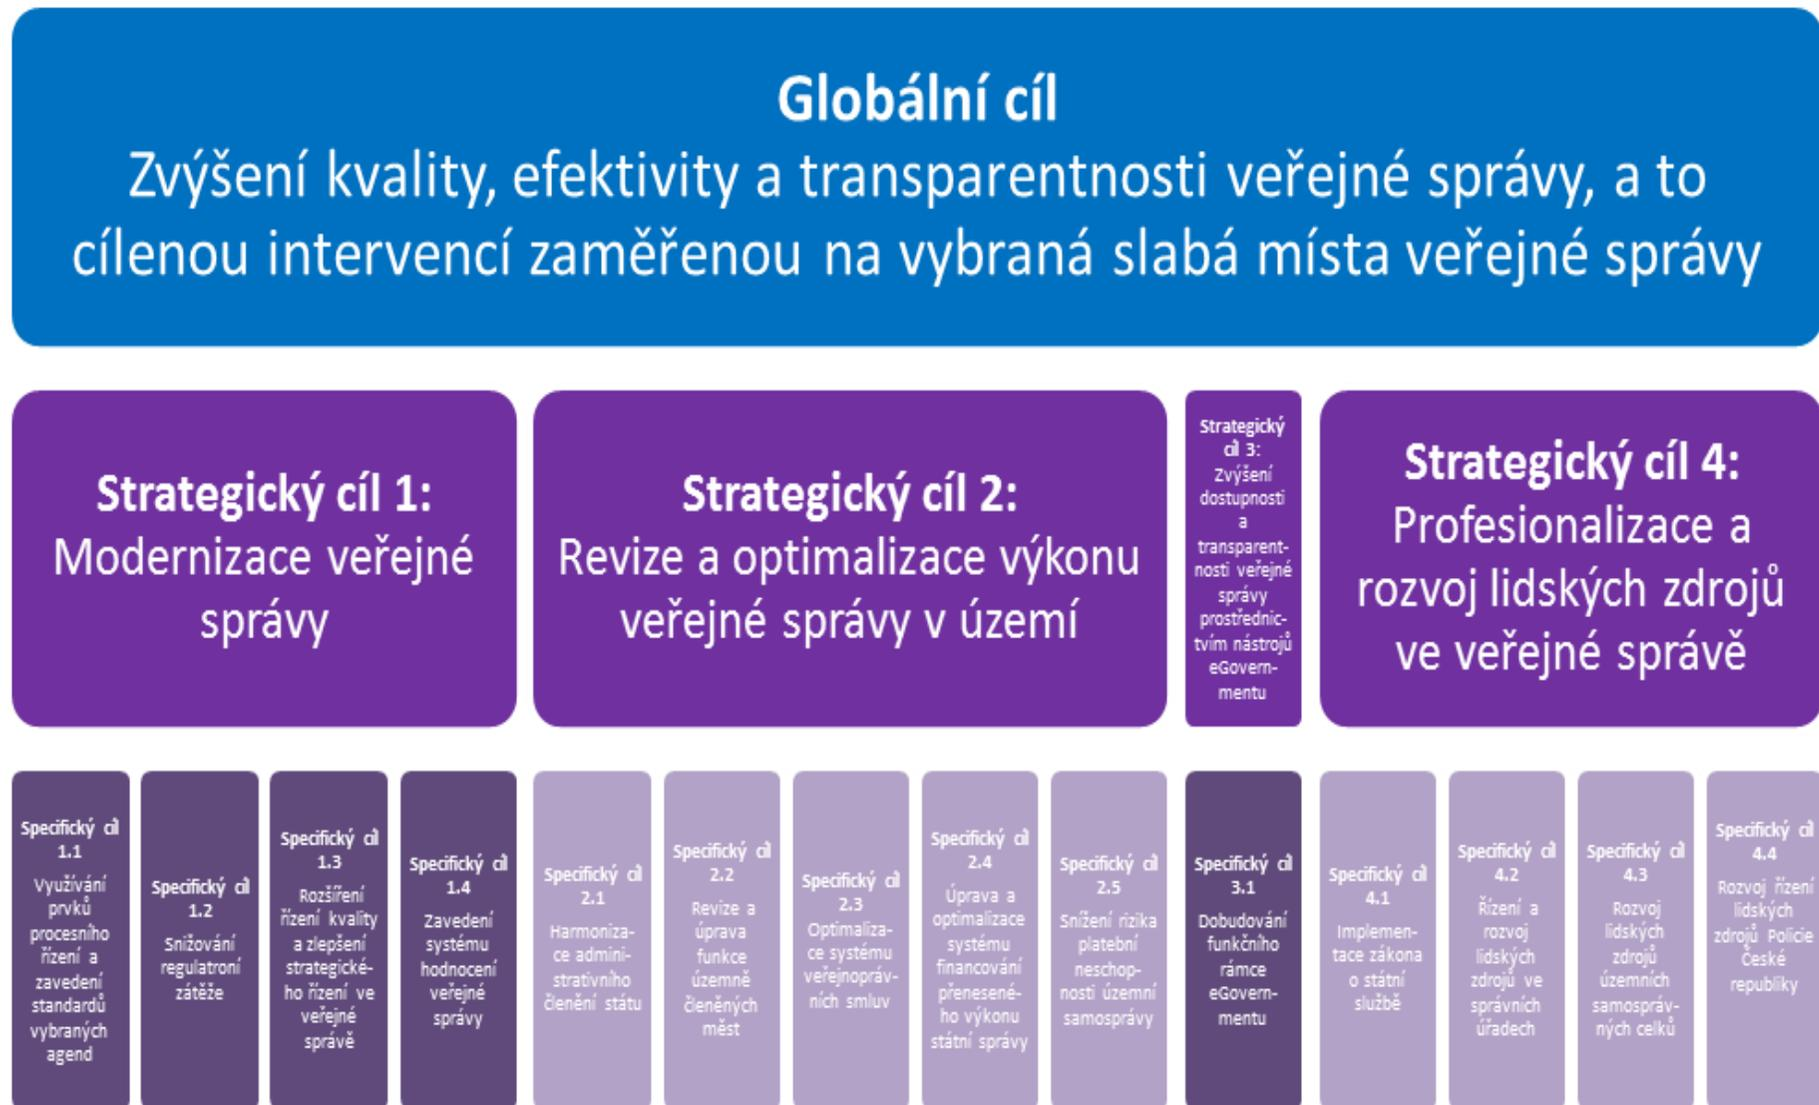 Globální cíl
Zvýšení kvality, efektivity a transparentnosti veřejné správy, a to
cílenou intervencí zaměřenou na vybraná slabá místa veřejné správy
Strategický cíl 1:
Modernizace veřejné
správy
Strategický cíl 2:
Revize a optimalizace výkonu
veřejné správy v území
Strategický
cíl 3:
Zvýšení
dostupnosti
a
transparent-
nosti veřejné
správy
prostřednic-
tvím nástrojů
eGovern-
mentu
Strategický cíl 4:
Profesionalizace a
rozvoj lidských zdrojů
ve veřejné správě
Specifický cíl
1.1
Využívání
prvků
procesního
řízení a
zavedení
standardů
vybraných
agend
Specifický cíl
1.2
Snižování
regulatroní
zátěže
Specifický cíl
1.3
Rozšíření
řízení kvality
a zlepšení
strategické-
ho řízení ve
veřejné
správě
Specifický cíl
1.4
Zavedení
systému
hodnocení
veřejné
správy
Specifický cíl
2.1
Harmoniza-
ce admini-
strativního
členění státu
Specifický cíl
2.2
Revize a
úprava
funkce
územně
členěných
měst
Specifický cíl
2.3
Optimaliza-
ce systému
veřejnopráv-
ních smluv
Specifický cíl
2.4
Úprava a
optimalizace
systému
financování
přenesené-
ho výkonu
státní správy
Specifický cíl
2.5
Snížení rizika
platební
neschop-
nosti územní
samosprávy
Specifický cíl
3.1
Dobudování
funkčního
rámce
eGovern-
mentu
Specifický cíl
4.1
Implemen-
tace zákona
o státní
službě
Specifický cíl
4.2
Řízení a
rozvoj
lidských
zdrojů ve
správních
úřadech
Specifický cíl
4.3
Rozvoj
lidských
zdrojů
územních
samospráv-
ných celků
Specifický cíl
4.4
Rozvoj řízení
lidských
zdrojů Policie
České
republiky